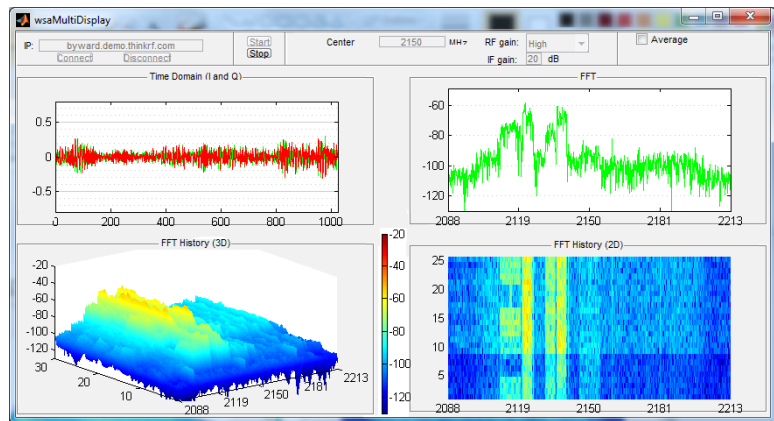 wsaMultiDisplay
IP: byward.demo.thinkrf.com
Connect Disconnect
Start
Stop
Center 2150 MHz
RF gain: High
IF gain: 20 dB
Average
Time Domain (I and Q)
0.5
0
-0.5
0 200 400 600 800 1000
FFT
-60
-80
-100
-120
2088 2119 2150 2181 2213
FFT History (3D)
-20
-40
-60
-80
-100
-120
30 20 10
2088 2119 2150 2181 2213
-20
-40
-60
-80
-100
-120
FFT History (2D)
25
20
15
10
5
2088 2119 2150 2181 2213